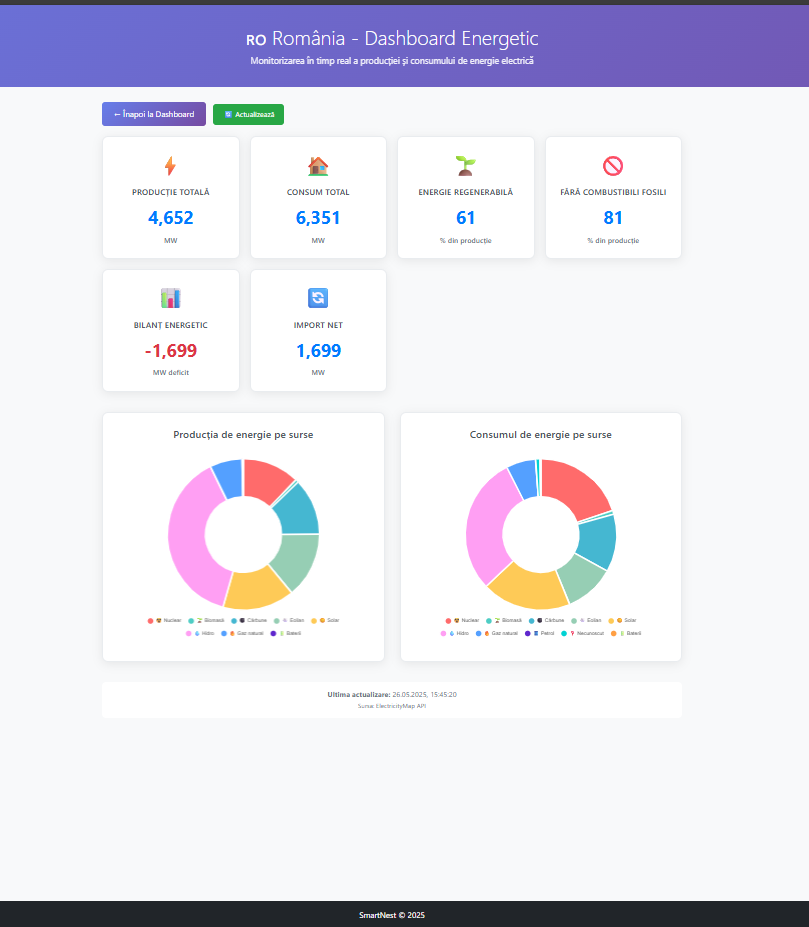 RO România - Dashboard Energetic
Monitorizarea în timp real a producției și consumului de energie electrică
← Înapoi la Dashboard
Actualizează
PRODUCȚIE TOTALĂ
4,652
MW
CONSUM TOTAL
6,351
MW
ENERGIE REGENERABILĂ
61
% din producție
FĂRĂ COMBUSTIBILI FOSILI
81
% din producție
BILANȚ ENERGETIC
-1,699
MW deficit
IMPORT NET
1,699
MW
Producția de energie pe surse
Nuclear Biomasă Cărbune Eolian Solar
Hidro Gaz natural Baterii
Consumul de energie pe surse
Nuclear Biomasă Cărbune Eolian Solar
Hidro Gaz natural Petrol Necunoscut Baterii
Ultima actualizare: 26.05.2025, 15:45:20
Sursa: ElectricityMap API
SmartNest © 2025